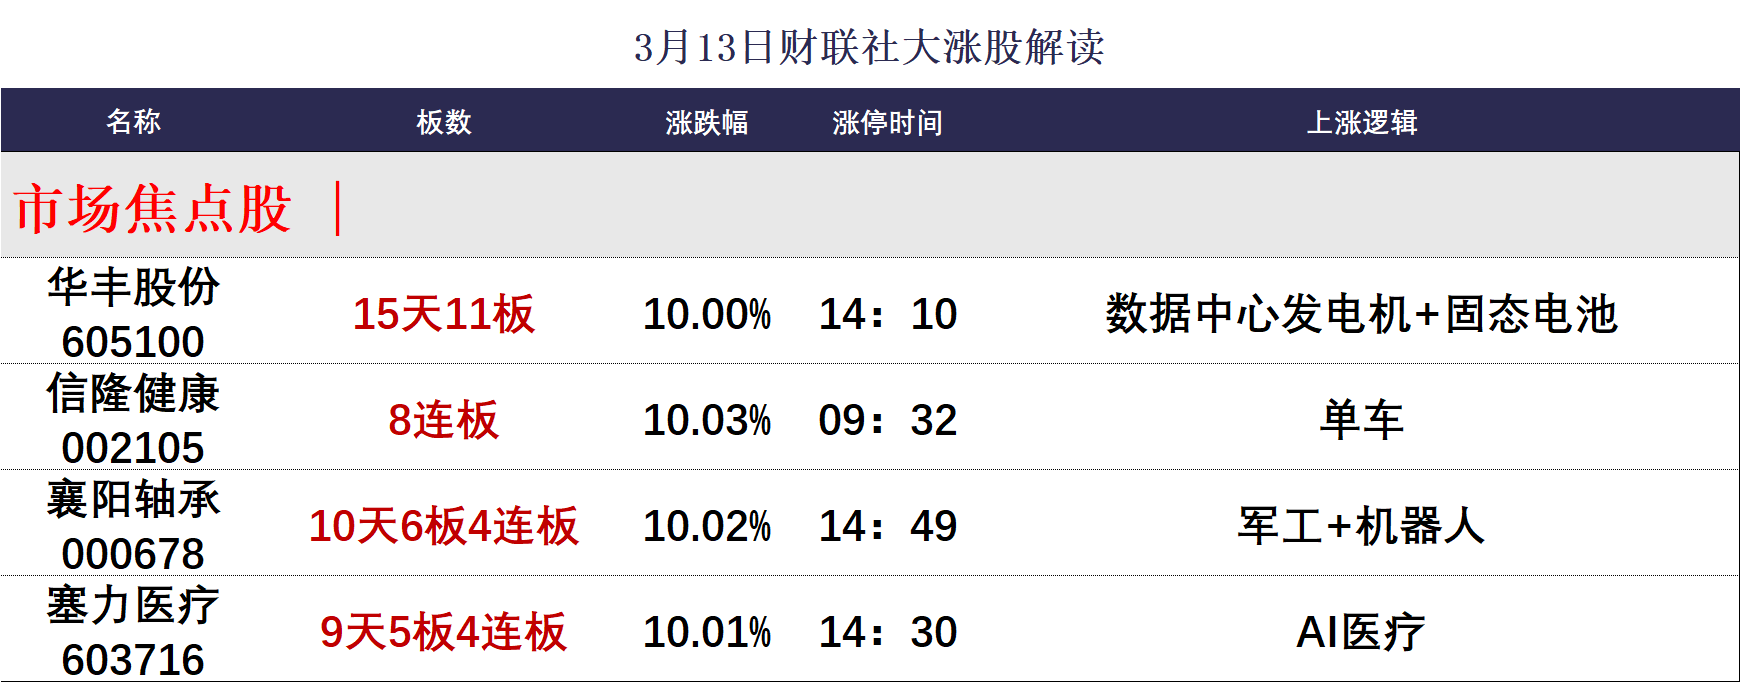 3月13日财联社大涨股解读
名称 板数 涨跌幅 涨停时间 上涨逻辑
市场焦点股 ｜
华丰股份
605100 15天11板 10.00% 14：10 数据中心发电机+固态电池
信隆健康
002105 8连板 10.03% 09：32 单车
襄阳轴承
000678 10天6板4连板 10.02% 14：49 军工+机器人
塞力医疗
603716 9天5板4连板 10.01% 14：30 AI医疗